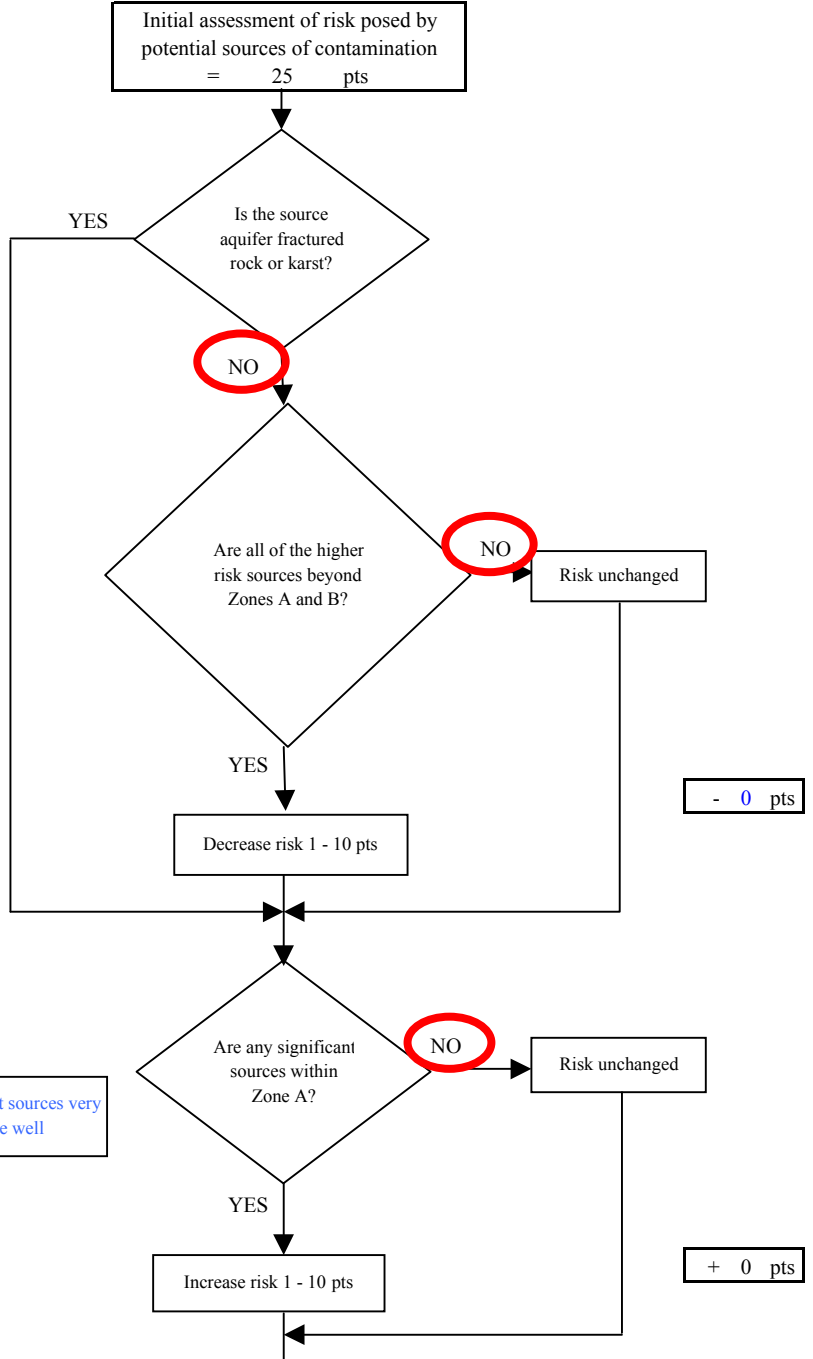 Initial assessment of risk posed by
potential sources of contamination
= 25 pts
YES
Is the source
aquifer fractured
rock or karst?
NO
Are all of the higher
risk sources beyond
Zones A and B?
NO
Risk unchanged
YES
- 0 pts
Decrease risk 1 - 10 pts
Are any significant
sources within
Zone A?
NO
Risk unchanged
t sources very
e well
YES
+ 0 pts
Increase risk 1 - 10 pts